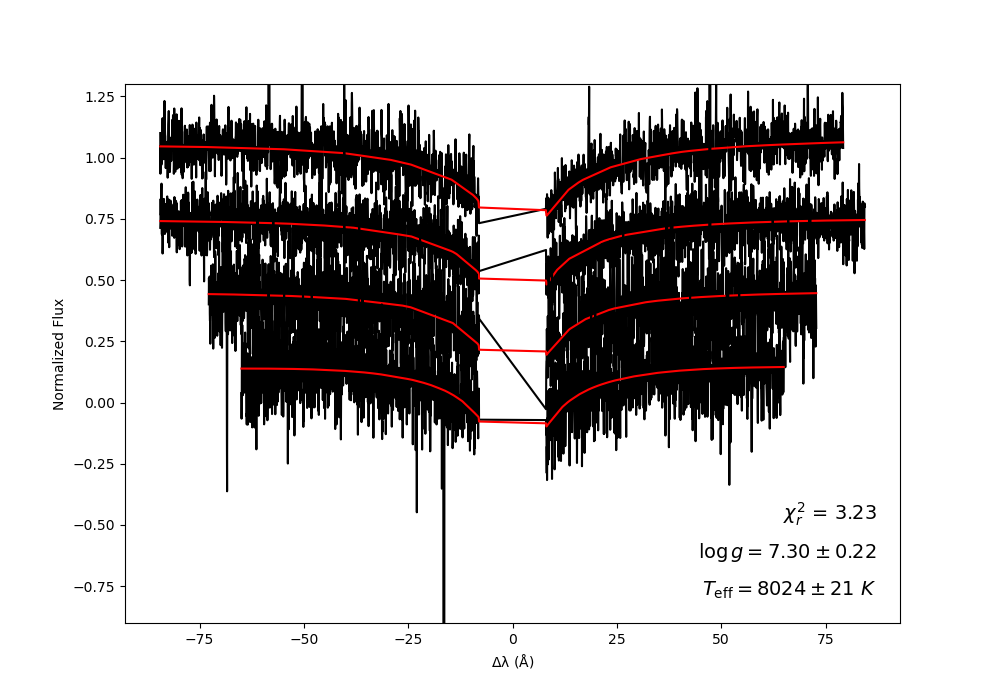 1.25
1.00
0.75
0.50
0.25
0.00
−0.25
−0.50
−0.75
Normalized Flux
χ²ᵣ = 3.23
log g = 7.30 ± 0.22
T_eff = 8024 ± 21 K
−75 −50 −25 0 25 50 75
Δλ (Å)